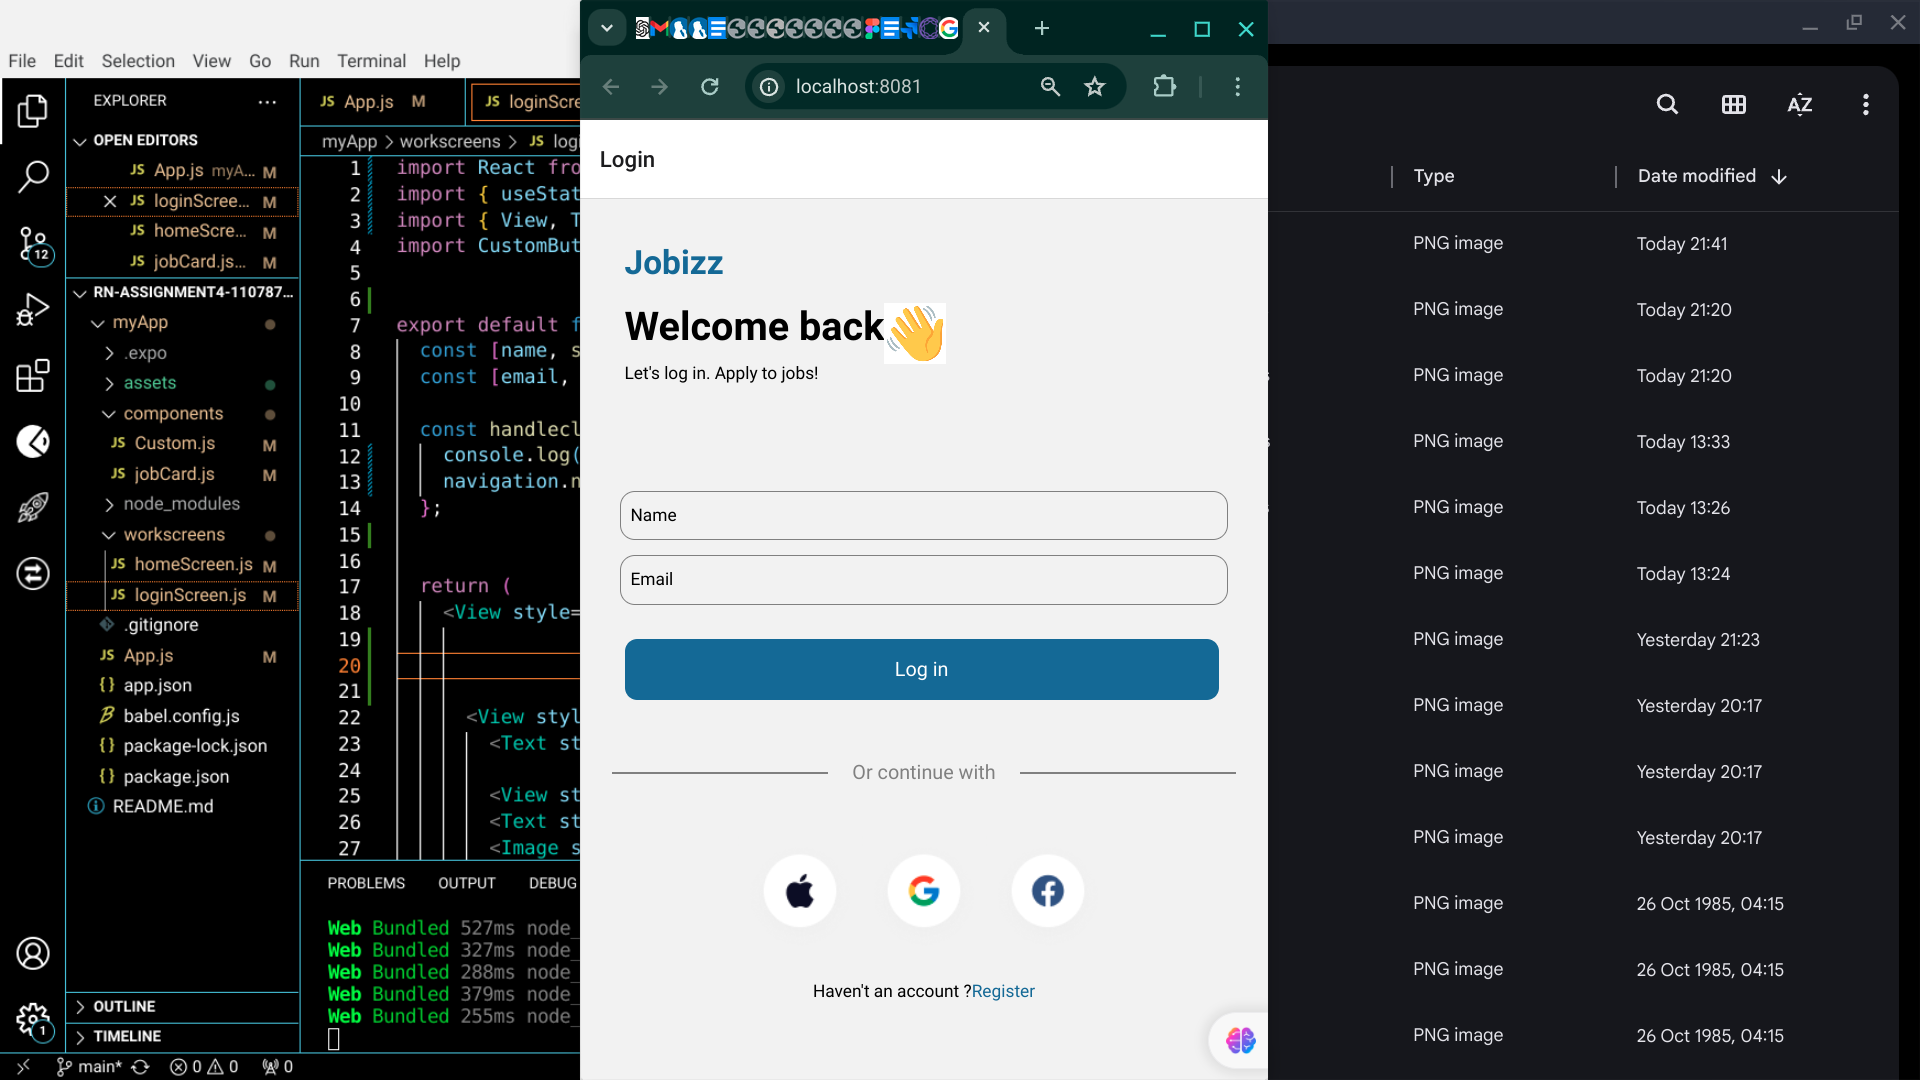 File Edit Selection View Go Run Terminal Help
EXPLORER
OPEN EDITORS
JS App.js myA... M
JS loginScree... M
JS homeScre... M
JS jobCard.js... M
RN-ASSIGNMENT4-110787...
myApp
.expo
assets
components
JS Custom.js M
JS jobCard.js M
node_modules
workscreens
JS homeScreen.js M
JS loginScreen.js M
.gitignore
JS App.js M
{} app.json
babel.config.js
{} package-lock.json
{} package.json
README.md
OUTLINE
TIMELINE
12
1
main* 0 0 0
JS App.js M JS loginScre
myApp > workscreens > JS log
1 import React fro
2 import { useStat
3 import { View, T
4 import CustomBut
5
6
7 export default f
8 const [name, s
9 const [email,
10
11 const handlecl
12 console.log(
13 navigation.n
14 };
15
16
17 return (
18 <View style=
19
20
21
22 <View styl
23 <Text st
24
25 <View st
26 <Text st
27 <Image s
PROBLEMS OUTPUT DEBUG
Web Bundled 527ms node_
Web Bundled 327ms node_
Web Bundled 288ms node_
Web Bundled 379ms node_
Web Bundled 255ms node_
localhost:8081
Login
Jobizz
Welcome back
Let's log in. Apply to jobs!
Name
Email
Log in
Or continue with
Haven't an account ?Register
AZ
Type Date modified
PNG image Today 21:41
PNG image Today 21:20
PNG image Today 21:20
PNG image Today 13:33
PNG image Today 13:26
PNG image Today 13:24
PNG image Yesterday 21:23
PNG image Yesterday 20:17
PNG image Yesterday 20:17
PNG image Yesterday 20:17
PNG image 26 Oct 1985, 04:15
PNG image 26 Oct 1985, 04:15
PNG image 26 Oct 1985, 04:15